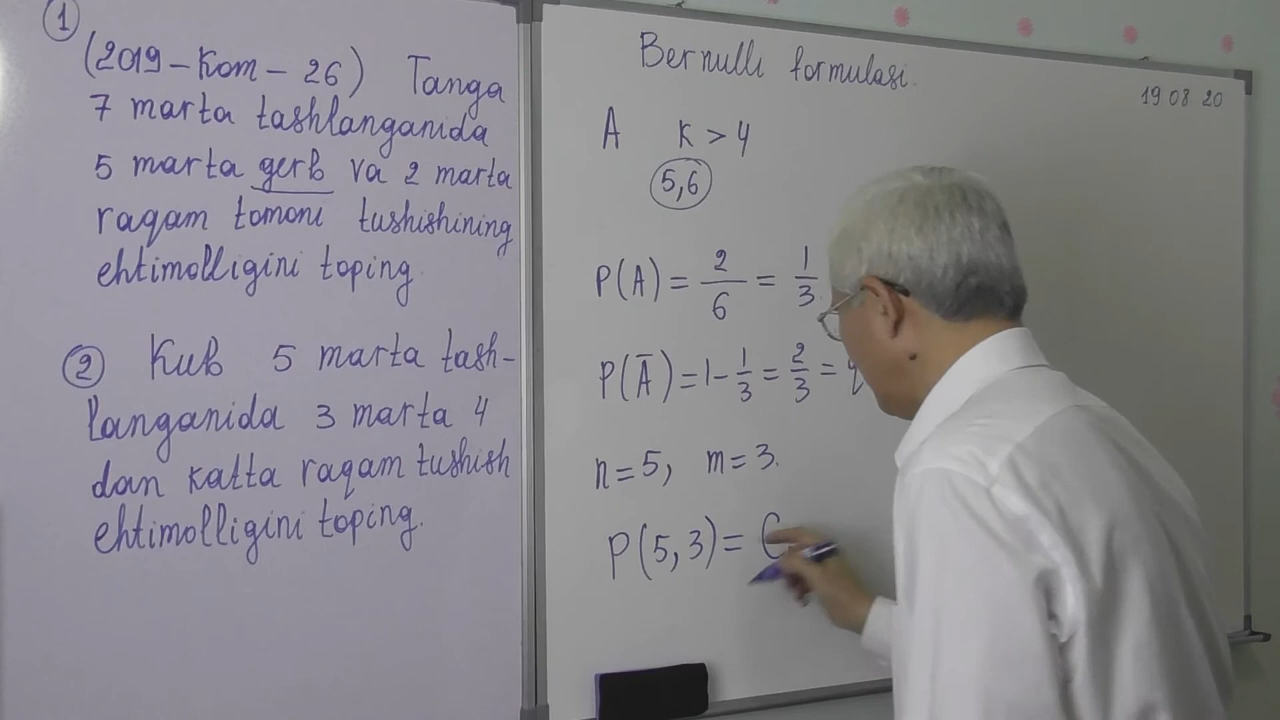 ①
(2019-Kom-26) Tanga
7 marta tashlanganida
5 marta gerb va 2 marta
raqam tomoni tushishining
ehtimolligini toping.
② Kub 5 marta tash-
langanida 3 marta 4
dan katta raqam tushish
ehtimolligini toping.
Bernulli formulasi.
19 08 20
A K > 4
5,6
P(A) = 2/6 = 1/3
P(Ā) = 1 - 1/3 = 2/3 = q
n = 5, m = 3.
P(5,3) = C